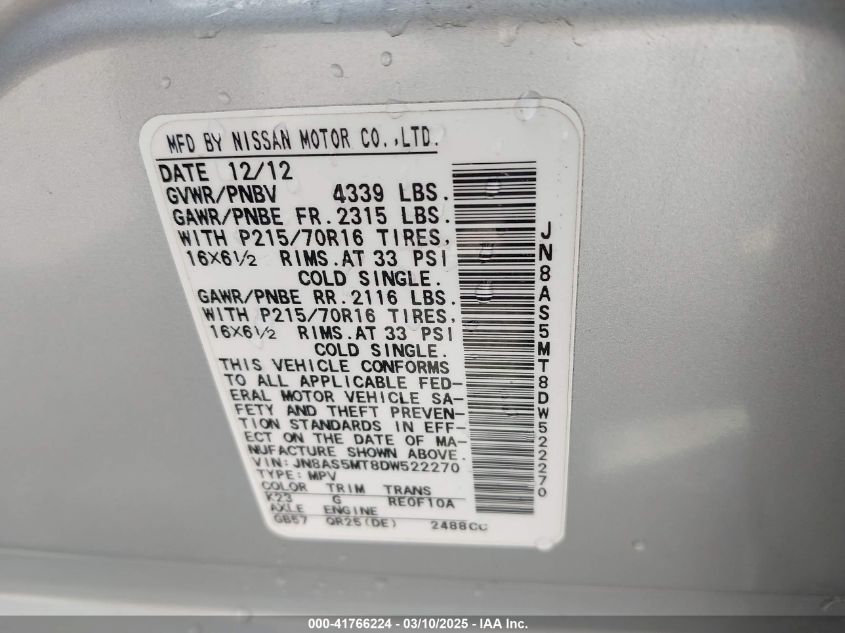 MFD BY NISSAN MOTOR CO.,LTD.
DATE 12/12
GVWR/PNBV 4339 LBS.
GAWR/PNBE FR.2315 LBS.
WITH P215/70R16 TIRES,
16X6½ RIMS.AT 33 PSI
COLD SINGLE.
GAWR/PNBE RR.2116 LBS.
WITH P215/70R16 TIRES,
16X6½ RIMS.AT 33 PSI
COLD SINGLE.
THIS VEHICLE CONFORMS
TO ALL APPLICABLE FED-
ERAL MOTOR VEHICLE SA-
FETY AND THEFT PREVEN-
TION STANDARDS IN EFF-
ECT ON THE DATE OF MA-
NUFACTURE SHOWN ABOVE.
VIN:JN8AS5MT8DW522270
TYPE:MPV
COLOR TRIM TRANS
K23 G RE0F10A
AXLE ENGINE
GB57 QR25(DE) 2488CC
JN8AS5MT8DW522270
000-41766224 — 03/10/2025 — IAA Inc.